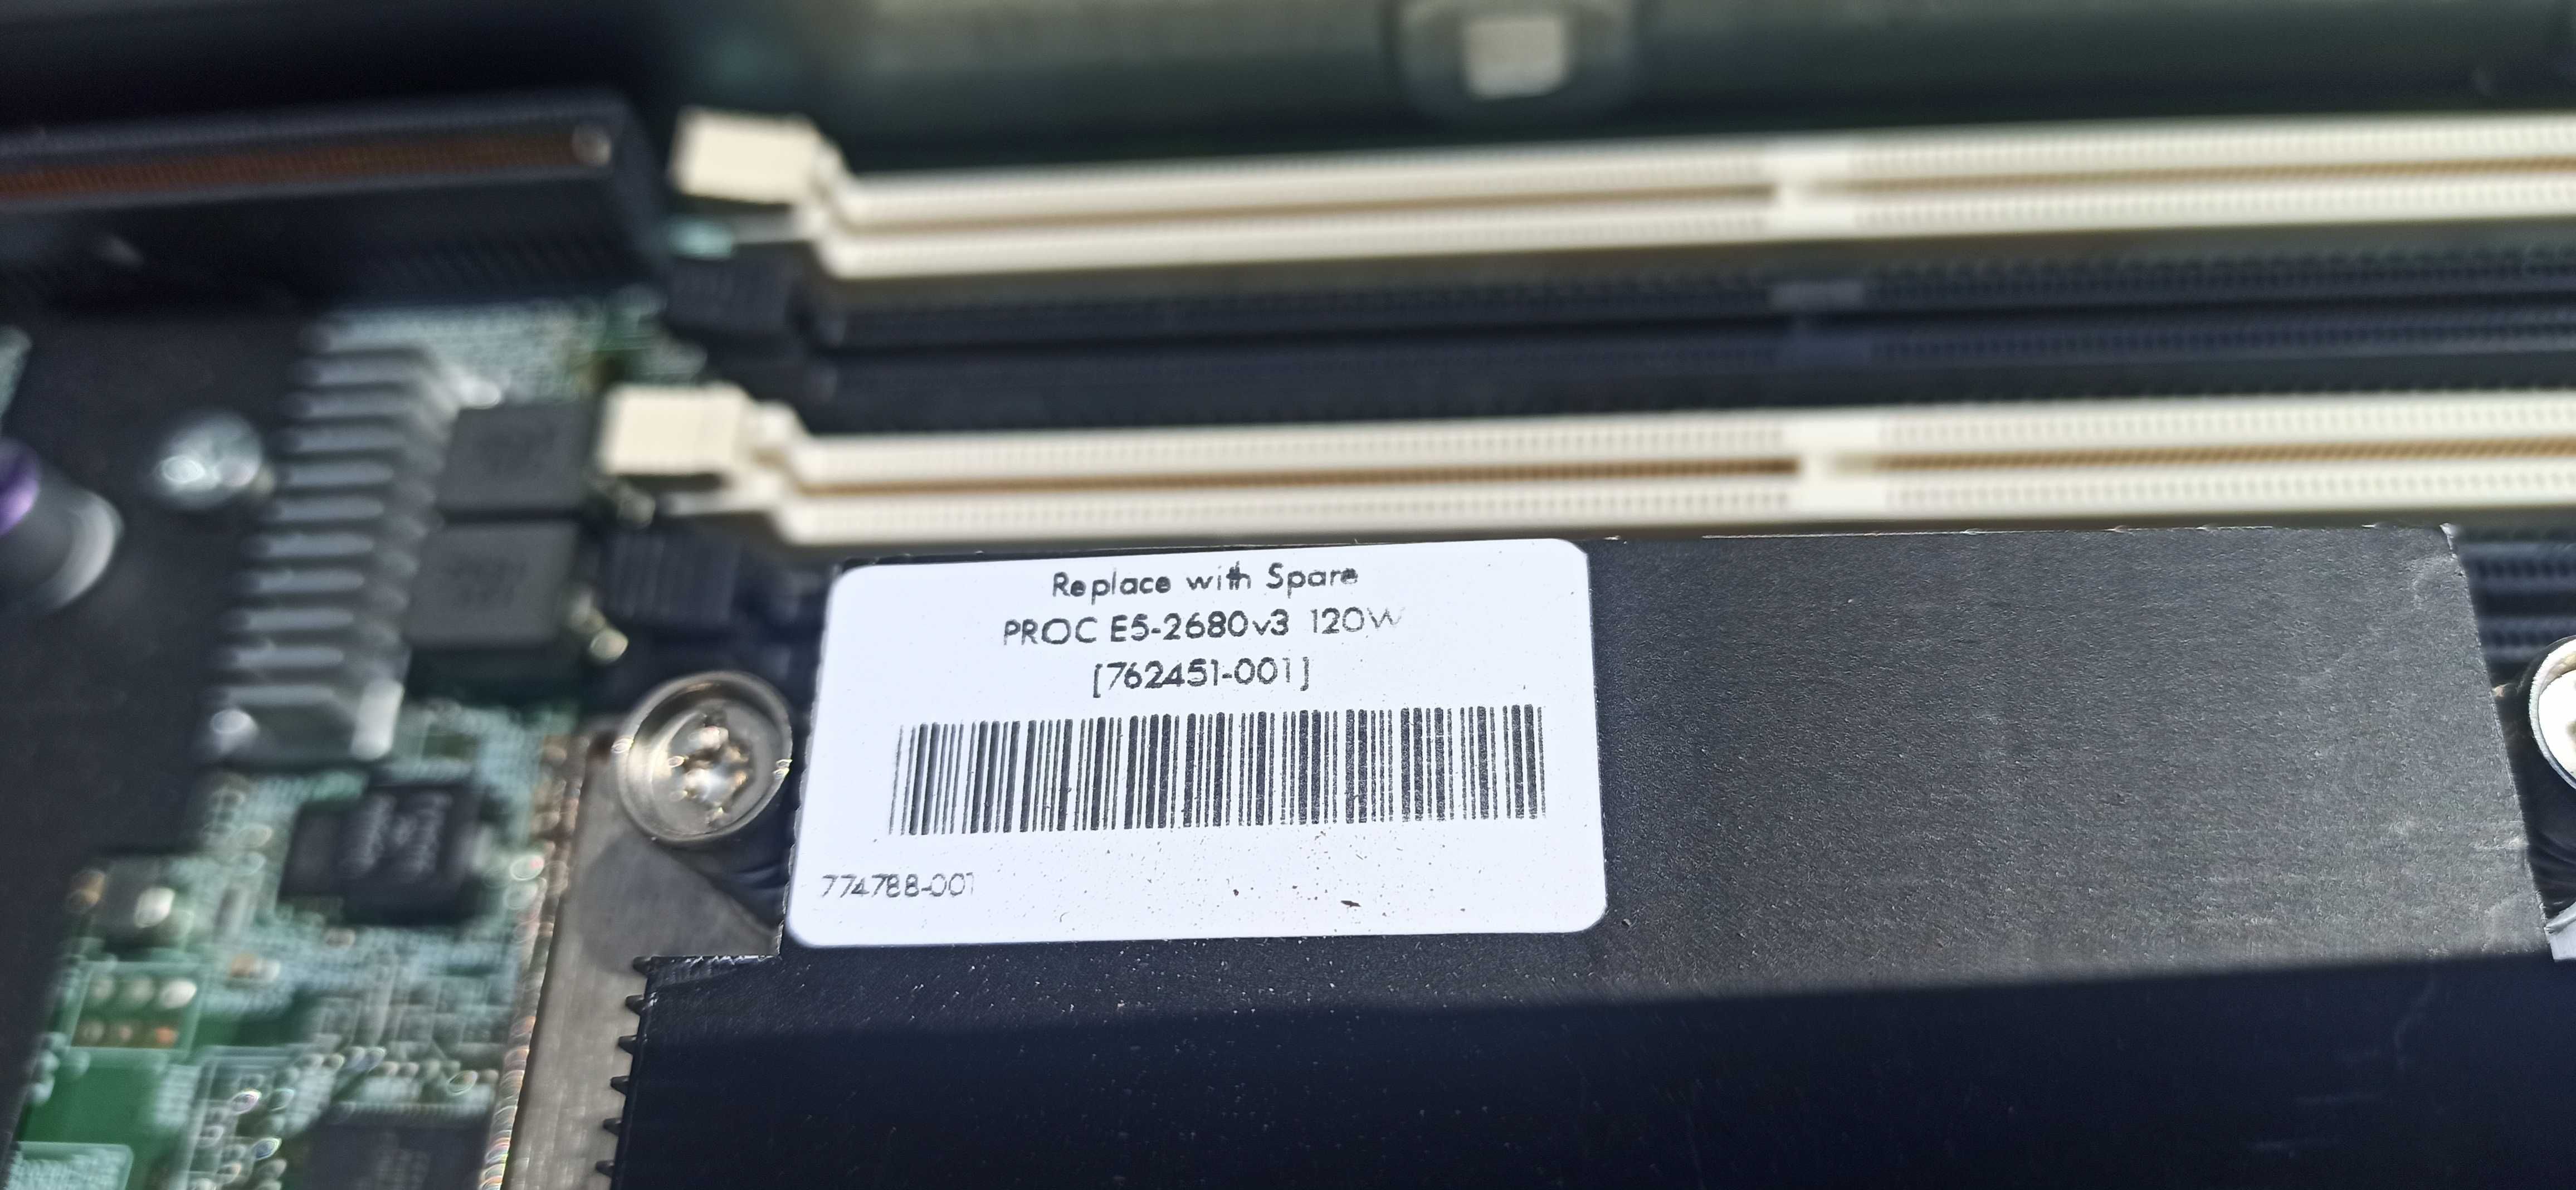 Replace with Spare
PROC E5-2680v3 120W
[762451-001]
774788-001